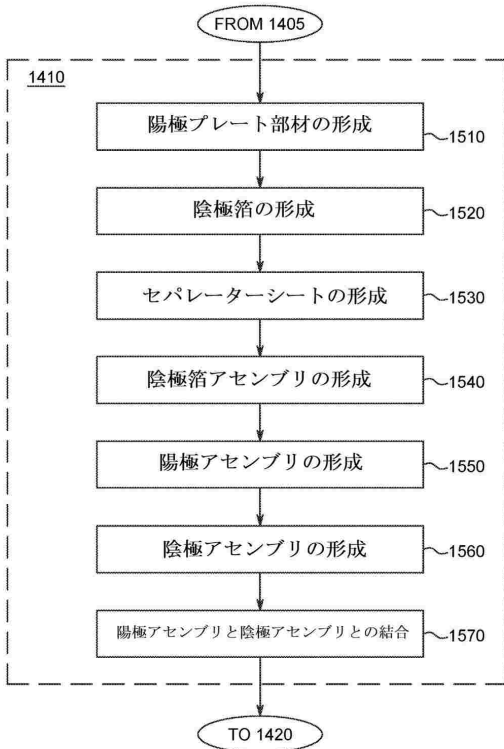 FROM 1405
1410
陽極プレート部材の形成
1510
陰極箔の形成
1520
セパレーターシートの形成
1530
陰極箔アセンブリの形成
1540
陽極アセンブリの形成
1550
陰極アセンブリの形成
1560
陽極アセンブリと陰極アセンブリとの結合
1570
TO 1420